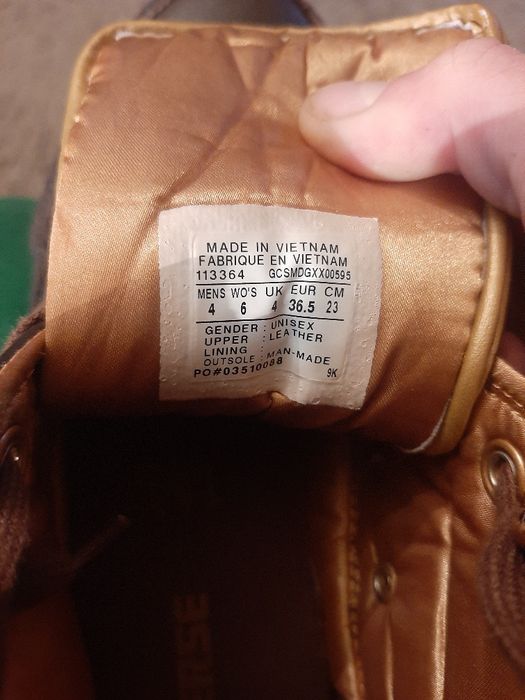 MADE IN VIETNAM
FABRIQUE EN VIETNAM
113364 GCSMDGXX00595
MENS WO'S UK EUR CM
4 6 4 36.5 23
GENDER : UNISEX
UPPER : LEATHER
LINING :
OUTSOLE : MAN-MADE
PO#03510088 9K
ERSE